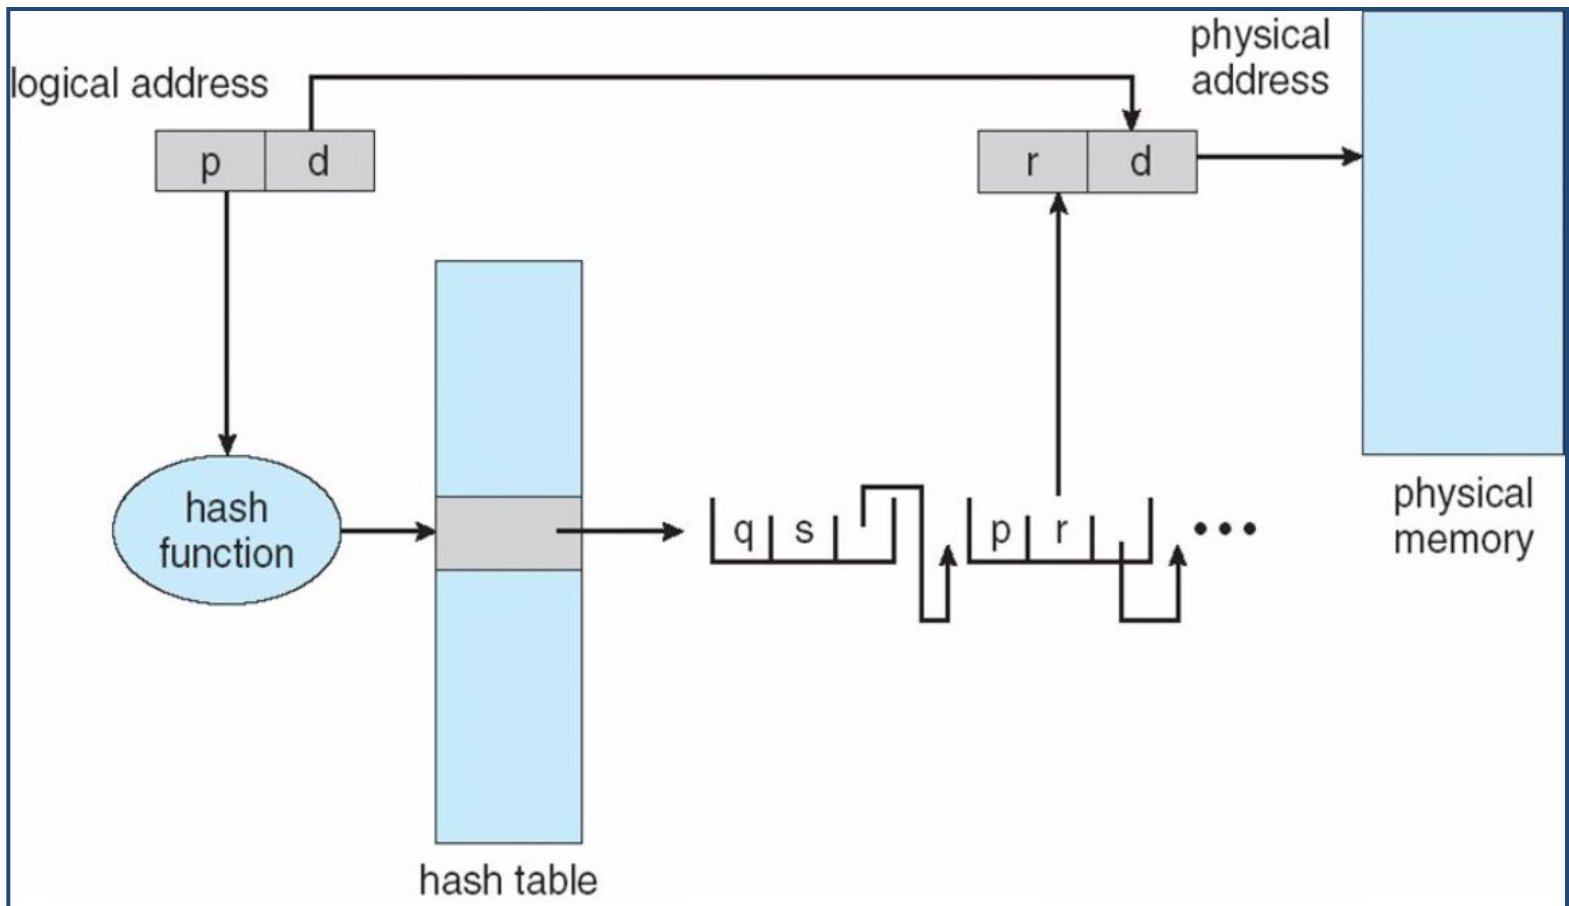 logical address
p d
physical
address
r d
hash
function
q s
p r
•••
physical
memory
hash table